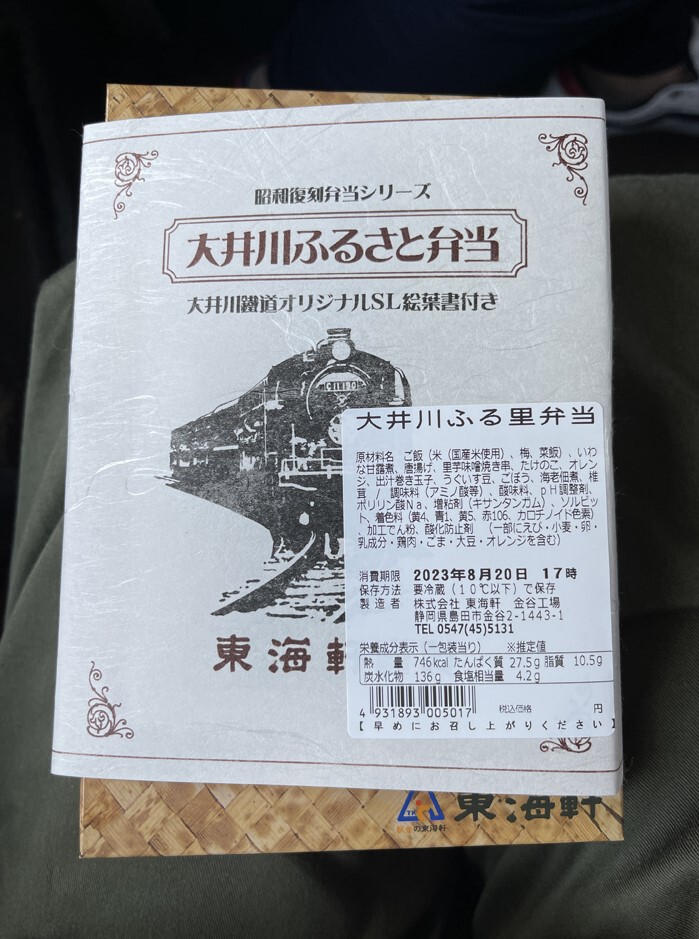 昭和復刻弁当シリーズ
大井川ふるさと弁当
大井川鐵道オリジナルSL絵葉書付き
C11190
東海軒
大井川ふる里弁当
原材料名 ご飯（米（国産米使用）、梅、菜飯）、いわ
な甘露煮、唐揚げ、里芋味噌焼き串、たけのこ、オレン
ジ、出汁巻き玉子、うぐいす豆、ごぼう、海老佃煮、椎
茸 / 調味料（アミノ酸等）、酸味料、pH調整剤、
ポリリン酸Na、増粘剤（キサンタンガム）、ソルビッ
ト、着色料（黄4、青1、黄5、赤106、カロチノイド色素）
、加工でん粉、酸化防止剤 （一部にえび・小麦・卵・
乳成分・鶏肉・ごま・大豆・オレンジを含む）
消費期限 2023年8月20日 17時
保存方法 要冷蔵（10℃以下）で保存
製造者 株式会社 東海軒 金谷工場
静岡県島田市金谷2-1443-1
TEL 0547(45)5131
栄養成分表示（一包装当り） ※推定値
熱量 746kcal たんぱく質 27.5g 脂質 10.5g
炭水化物 136g 食塩相当量 4.2g
4 931893 005017 税込価格 円
【早めにお召し上がりください】
TK
の東海軒
東海軒